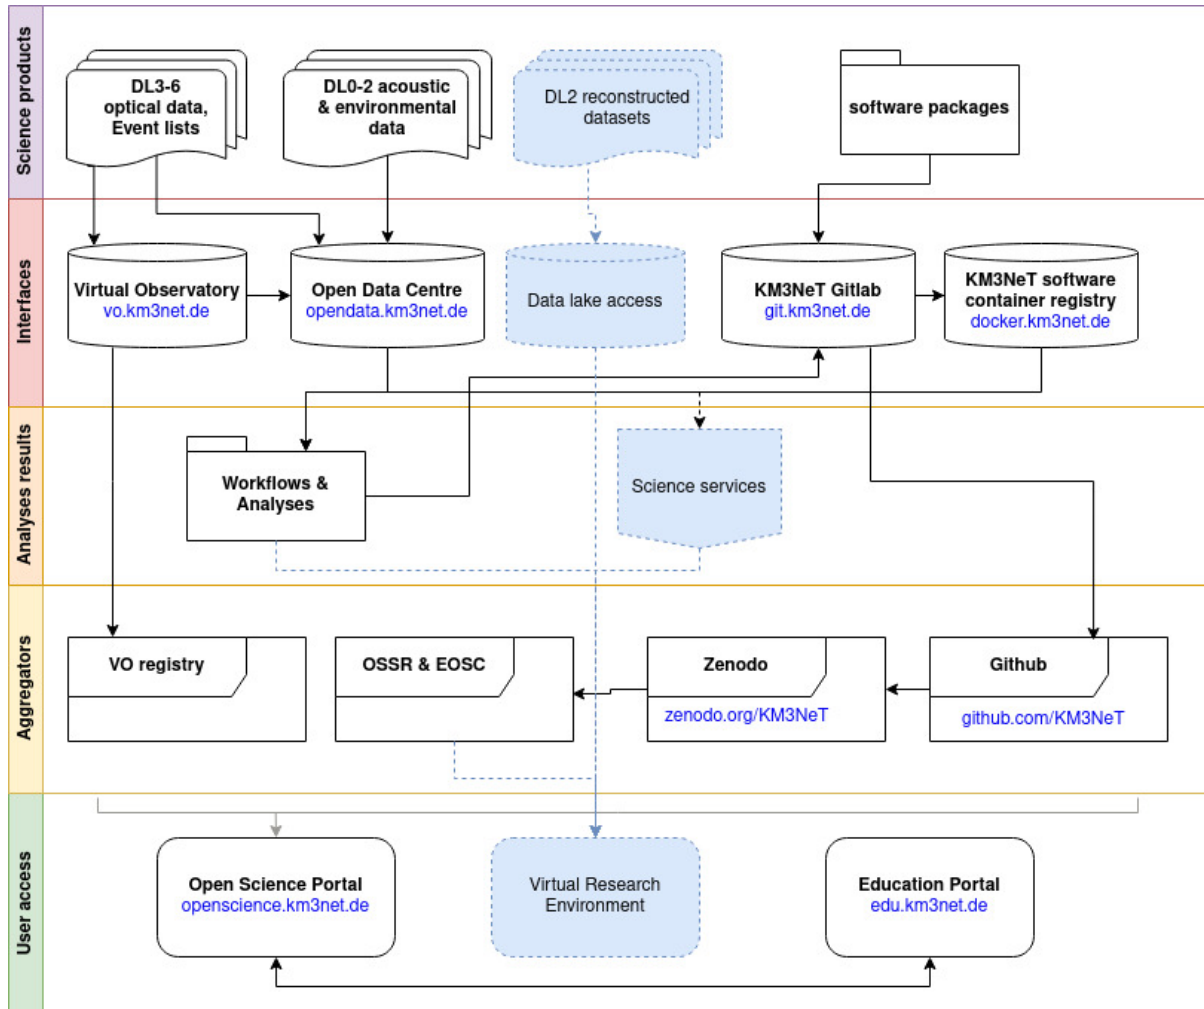 Science products
DL3-6
optical data,
Event lists
DL0-2 acoustic
& environmental
data
DL2 reconstructed
datasets
software packages
Interfaces
Virtual Observatory
vo.km3net.de
Open Data Centre
opendata.km3net.de
Data lake access
KM3NeT Gitlab
git.km3net.de
KM3NeT software
container registry
docker.km3net.de
Analyses results
Workflows &
Analyses
Science services
Aggregators
VO registry
OSSR & EOSC
Zenodo
zenodo.org/KM3NeT
Github
github.com/KM3NeT
User access
Open Science Portal
openscience.km3net.de
Virtual Research
Environment
Education Portal
edu.km3net.de